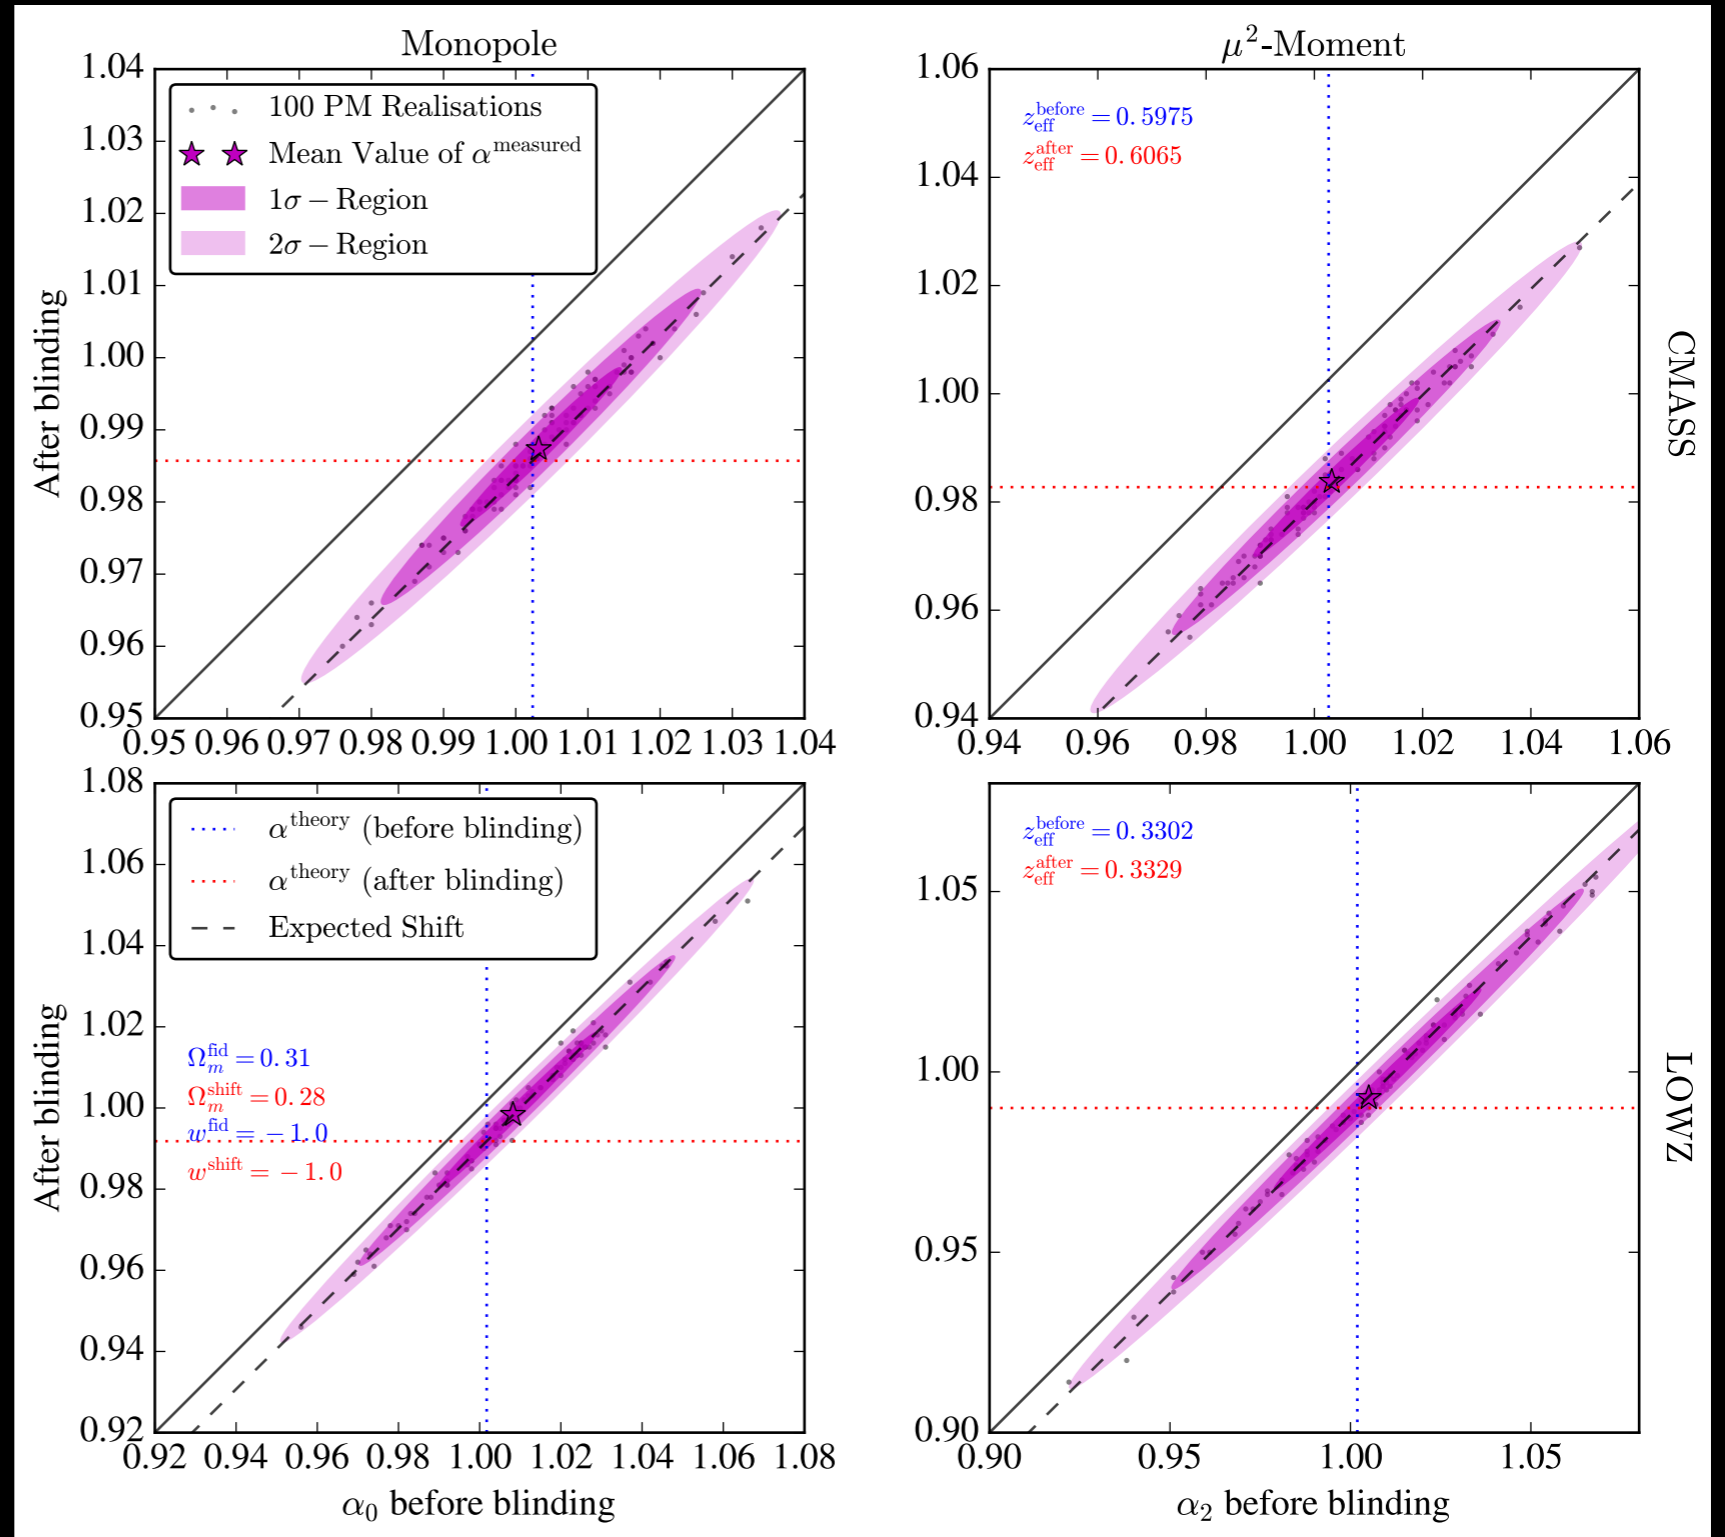 Monopole
μ²-Moment
1.04
1.03
1.02
1.01
1.00
0.99
0.98
0.97
0.96
0.95
100 PM Realisations
Mean Value of α^measured
1σ − Region
2σ − Region
After blinding
0.95 0.96 0.97 0.98 0.99 1.00 1.01 1.02 1.03 1.04
1.06
1.04
1.02
1.00
0.98
0.96
0.94
z_eff^before = 0.5975
z_eff^after = 0.6065
CMASS
0.94 0.96 0.98 1.00 1.02 1.04 1.06
1.08
1.06
1.04
1.02
1.00
0.98
0.96
0.94
0.92
α^theory (before blinding)
α^theory (after blinding)
Expected Shift
Ω_m^fid = 0.31
Ω_m^shift = 0.28
w^fid = −1.0
w^shift = −1.0
After blinding
0.92 0.94 0.96 0.98 1.00 1.02 1.04 1.06 1.08
α₀ before blinding
1.05
1.00
0.95
0.90
z_eff^before = 0.3302
z_eff^after = 0.3329
LOWZ
0.90 0.95 1.00 1.05
α₂ before blinding